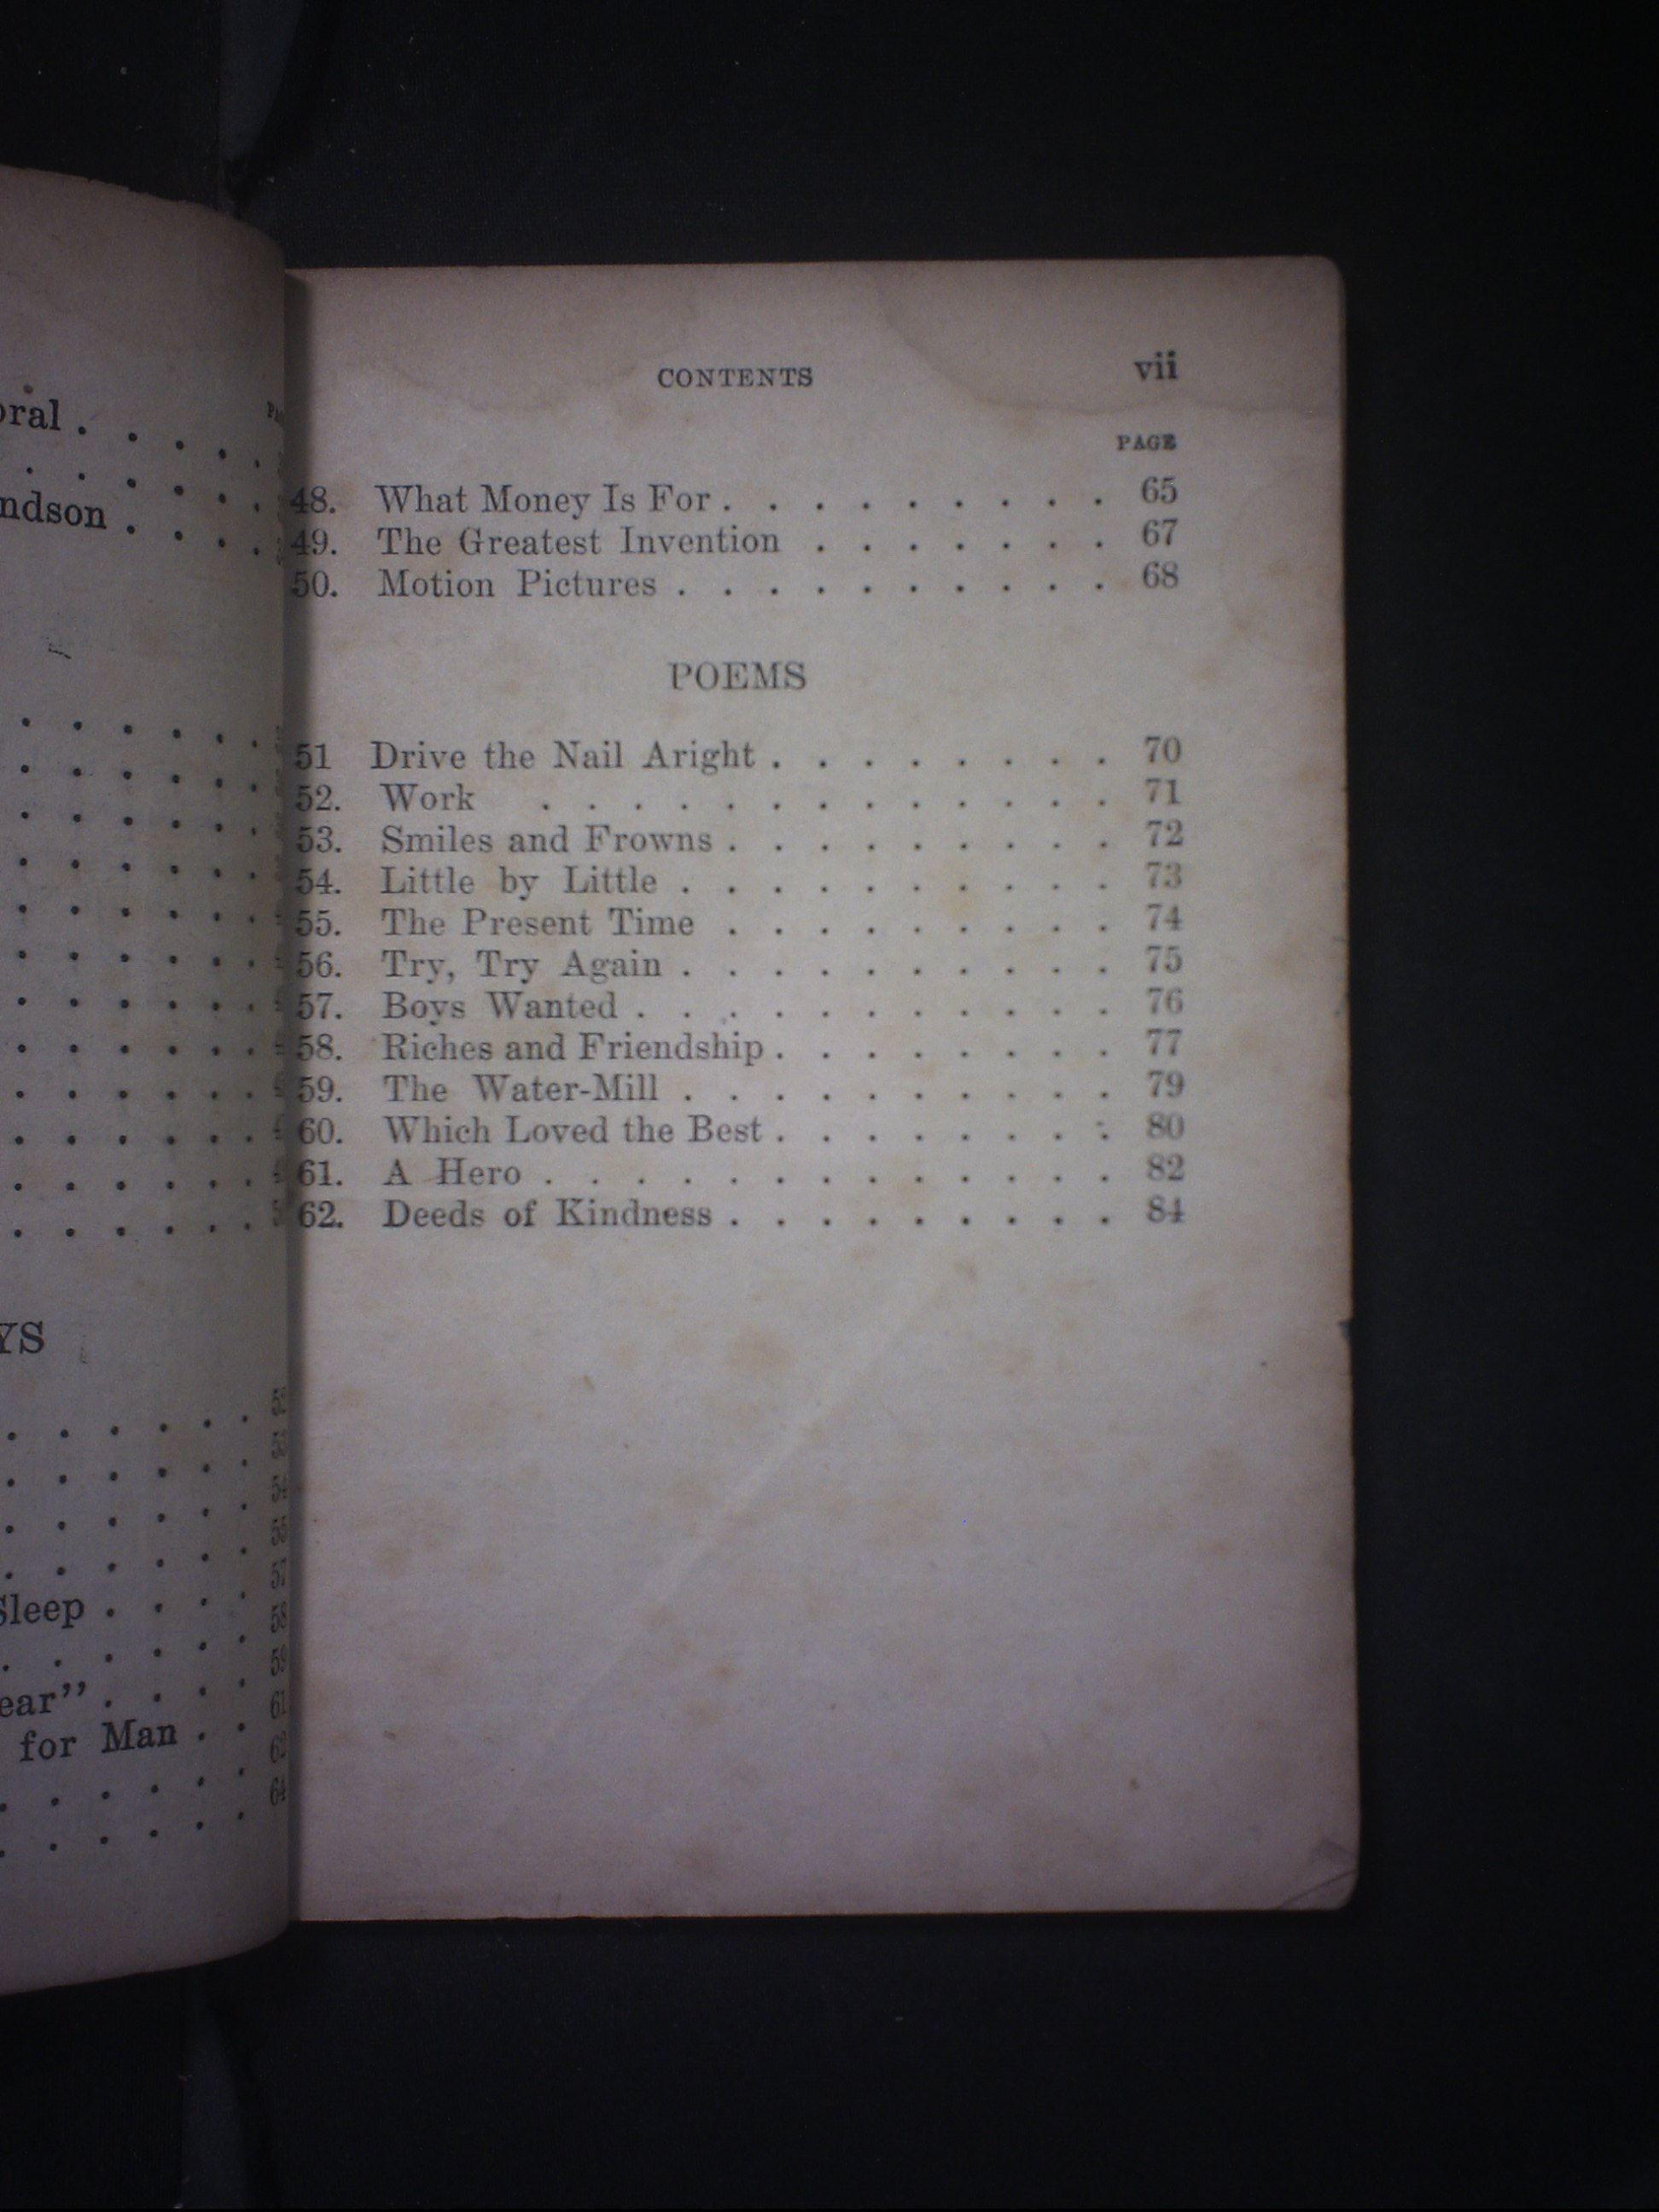 oral . . . .
ndson . . . .
YS
Sleep . . . .
ear" . . . .
for Man . .
CONTENTS vii
PAGE
48. What Money Is For . . . . . . . . . 65
49. The Greatest Invention . . . . . . . 67
50. Motion Pictures . . . . . . . . . . 68
POEMS
51 Drive the Nail Aright . . . . . . . . 70
52. Work . . . . . . . . . . . . . 71
53. Smiles and Frowns . . . . . . . . . 72
54. Little by Little . . . . . . . . . . 73
55. The Present Time . . . . . . . . . 74
56. Try, Try Again . . . . . . . . . . 75
57. Boys Wanted . . . . . . . . . . . 76
58. Riches and Friendship . . . . . . . . 77
59. The Water-Mill . . . . . . . . . . 79
60. Which Loved the Best . . . . . . . . 80
61. A Hero . . . . . . . . . . . . . 82
62. Deeds of Kindness . . . . . . . . . 84